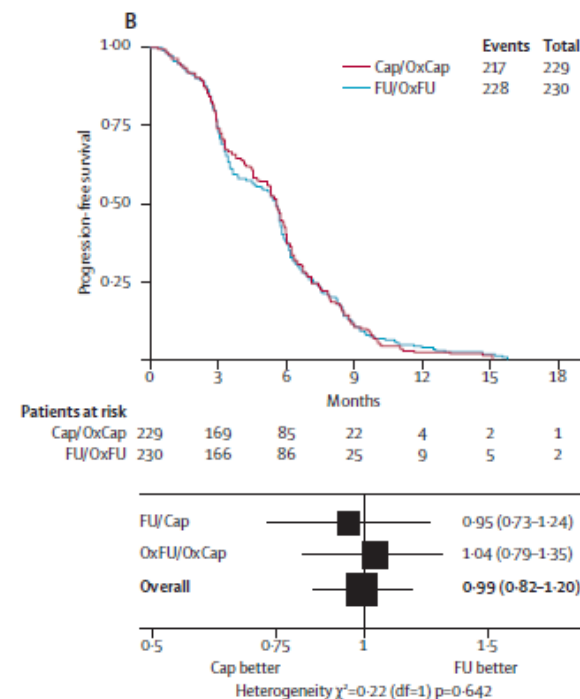 B
Events Total
Cap/OxCap 217 229
FU/OxFU 228 230
Progression-free survival
1·00
0·75
0·50
0·25
0 3 6 9 12 15 18
Months
Patients at risk
Cap/OxCap 229 169 85 22 4 2 1
FU/OxFU 230 166 86 25 9 5 2
FU/Cap 0·95 (0·73–1·24)
OxFU/OxCap 1·04 (0·79–1·35)
Overall 0·99 (0·82–1·20)
0·5 0·75 1 1·5
Cap better FU better
Heterogeneity χ²=0·22 (df=1) p=0·642